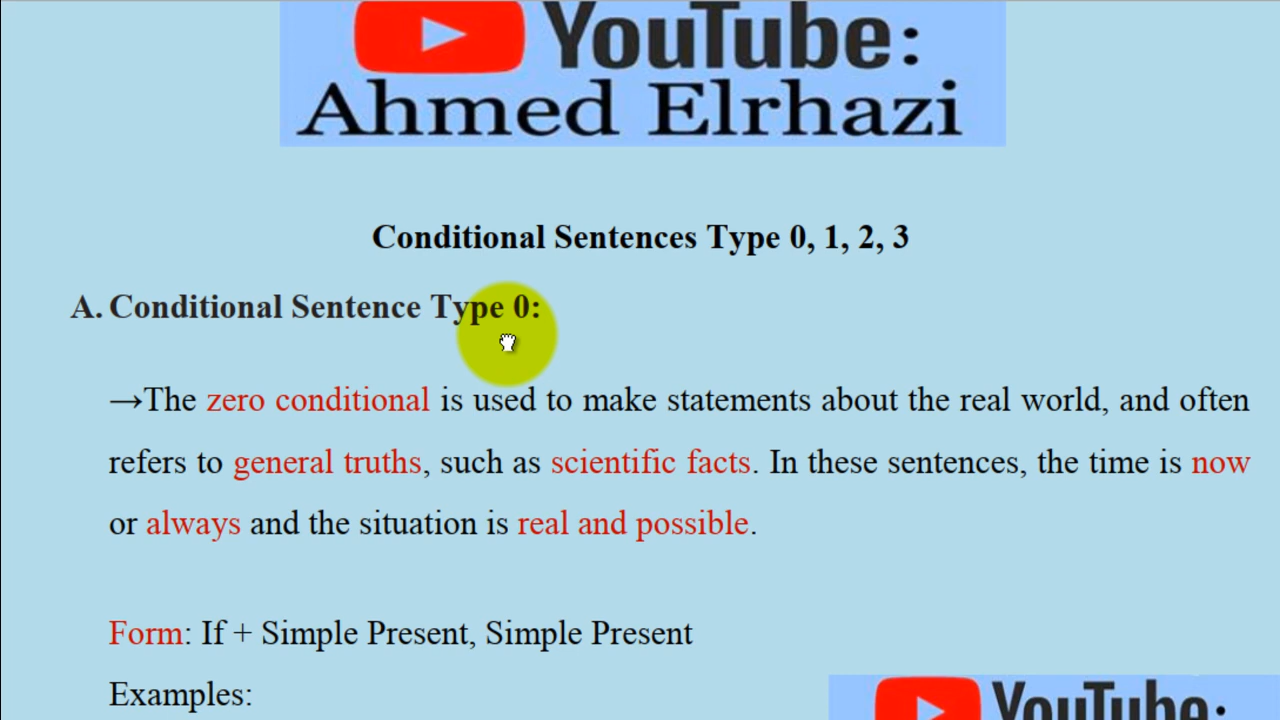 YouTube:
Ahmed Elrhazi
Conditional Sentences Type 0, 1, 2, 3
A. Conditional Sentence Type 0:
→The zero conditional is used to make statements about the real world, and often
refers to general truths, such as scientific facts. In these sentences, the time is now
or always and the situation is real and possible.
Form: If + Simple Present, Simple Present
Examples:
YouTube: